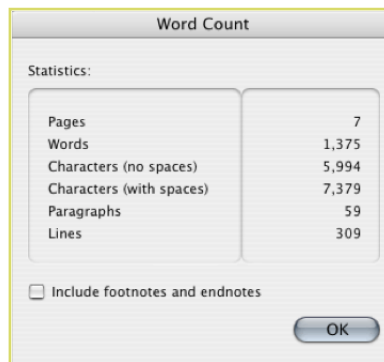 Word Count
Statistics:
Pages 7
Words 1,375
Characters (no spaces) 5,994
Characters (with spaces) 7,379
Paragraphs 59
Lines 309
Include footnotes and endnotes
OK